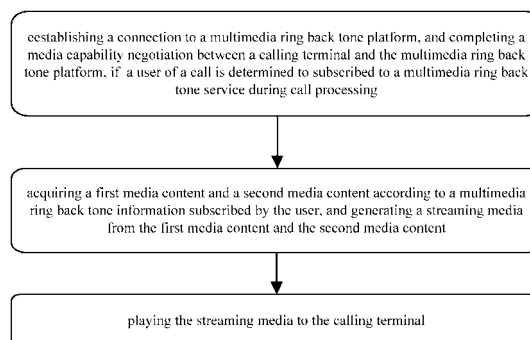 eestablishing a connection to a multimedia ring back tone platform, and completing a
media capability negotiation between a calling terminal and the multimedia ring back
tone platform, if a user of a call is determined to subscribed to a multimedia ring back
tone service during call processing
acquiring a first media content and a second media content according to a multimedia
ring back tone information subscribed by the user, and generating a streaming media
from the first media content and the second media content
playing the streaming media to the calling terminal